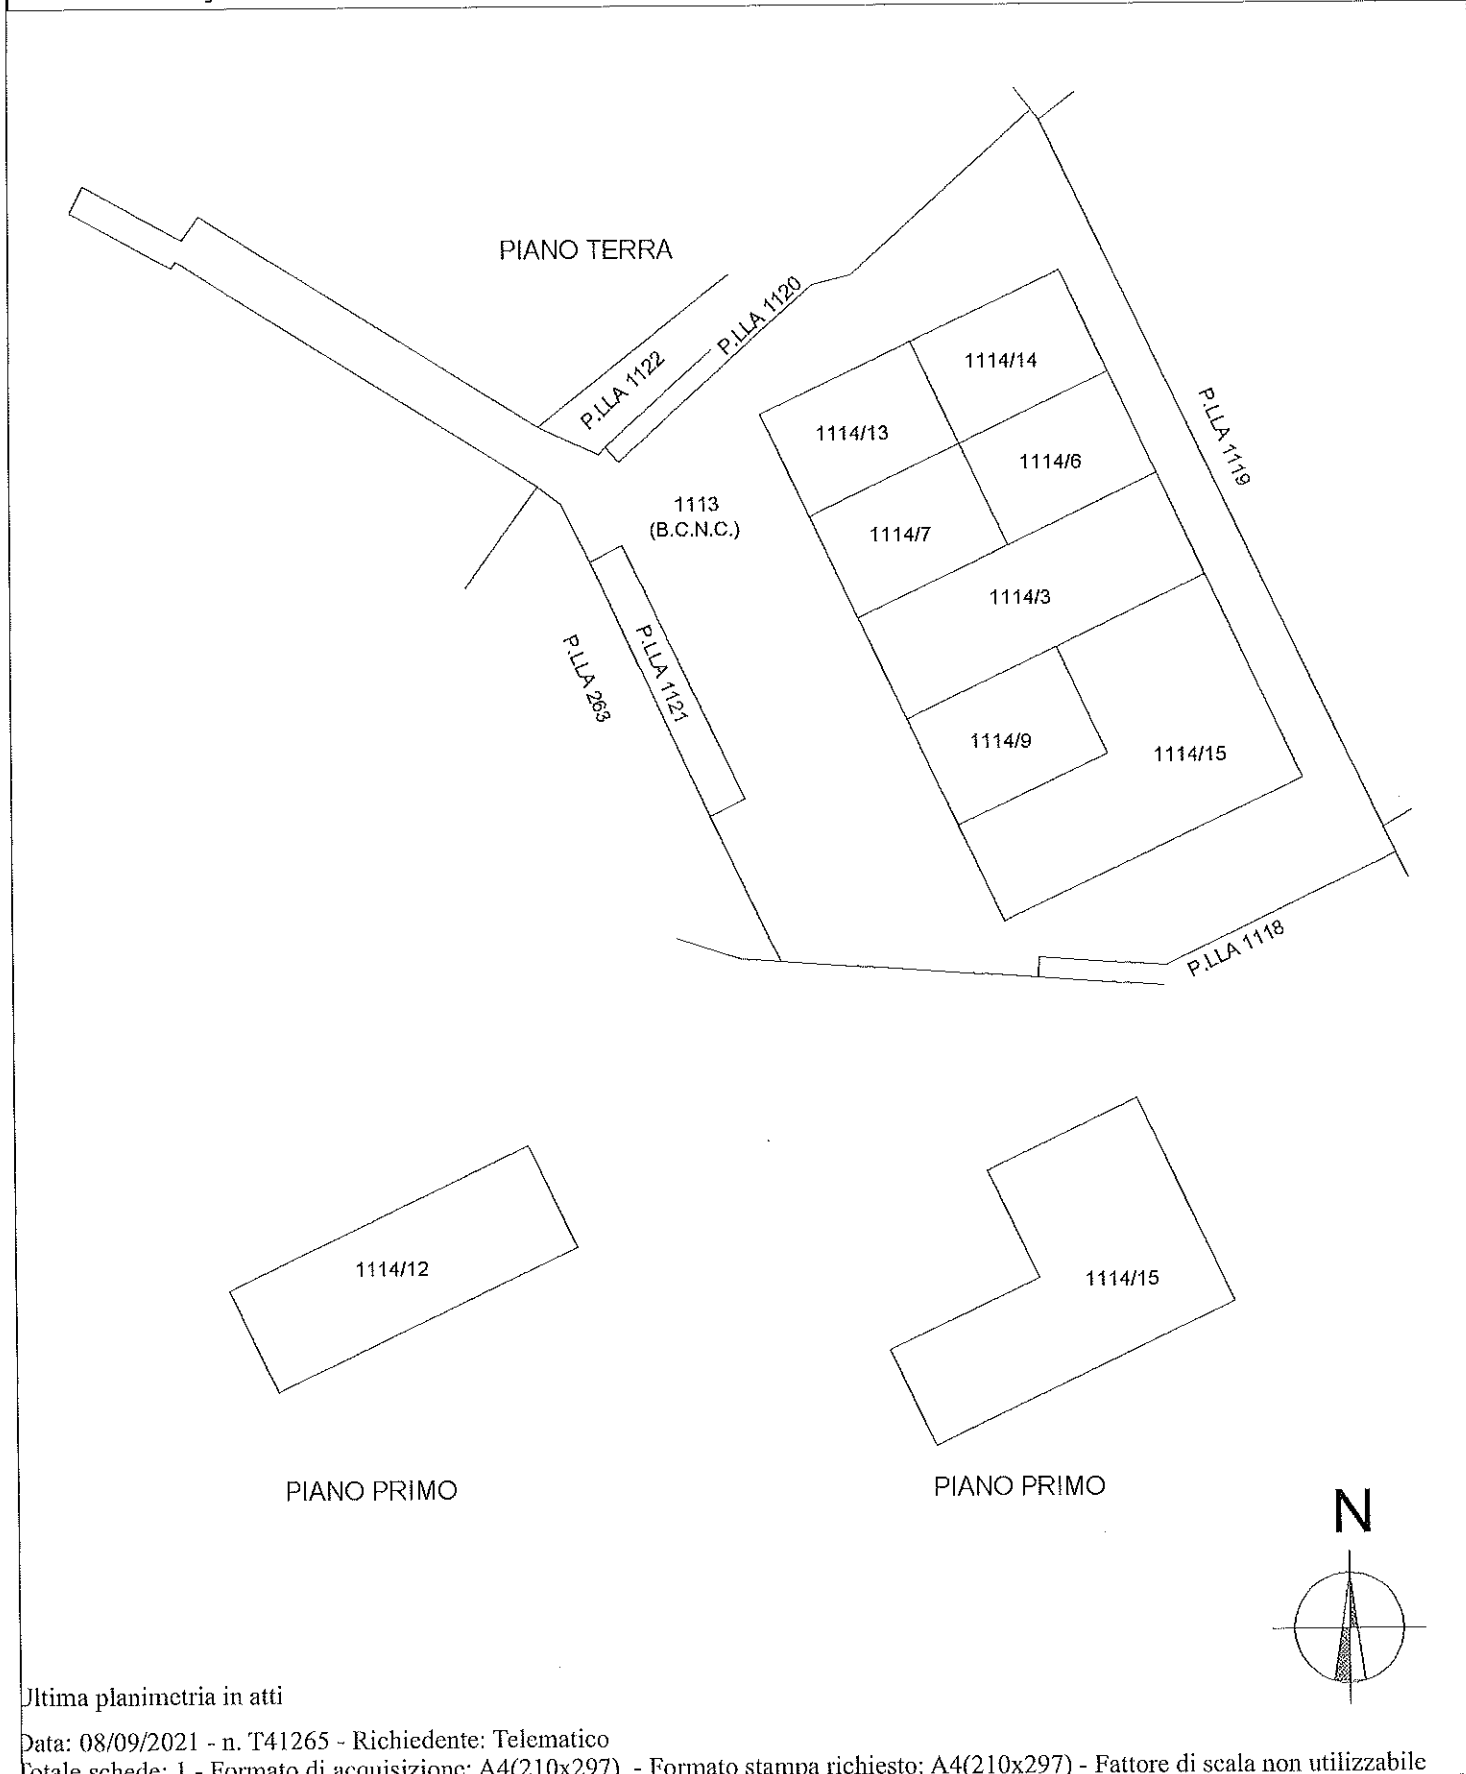 PIANO TERRA
P.LLA 1120
P.LLA 1122
1114/14
1114/13
P.LLA 1119
1114/6
1113
(B.C.N.C.)
1114/7
1114/3
P.LLA 263
P.LLA 1121
1114/9
1114/15
P.LLA 1118
1114/12
1114/15
PIANO PRIMO
PIANO PRIMO
N
Ultima planimetria in atti
Data: 08/09/2021 - n. T41265 - Richiedente: Telematico
Totale schede: 1 - Formato di acquisizione: A4(210x297) - Formato stampa richiesto: A4(210x297) - Fattore di scala non utilizzabile